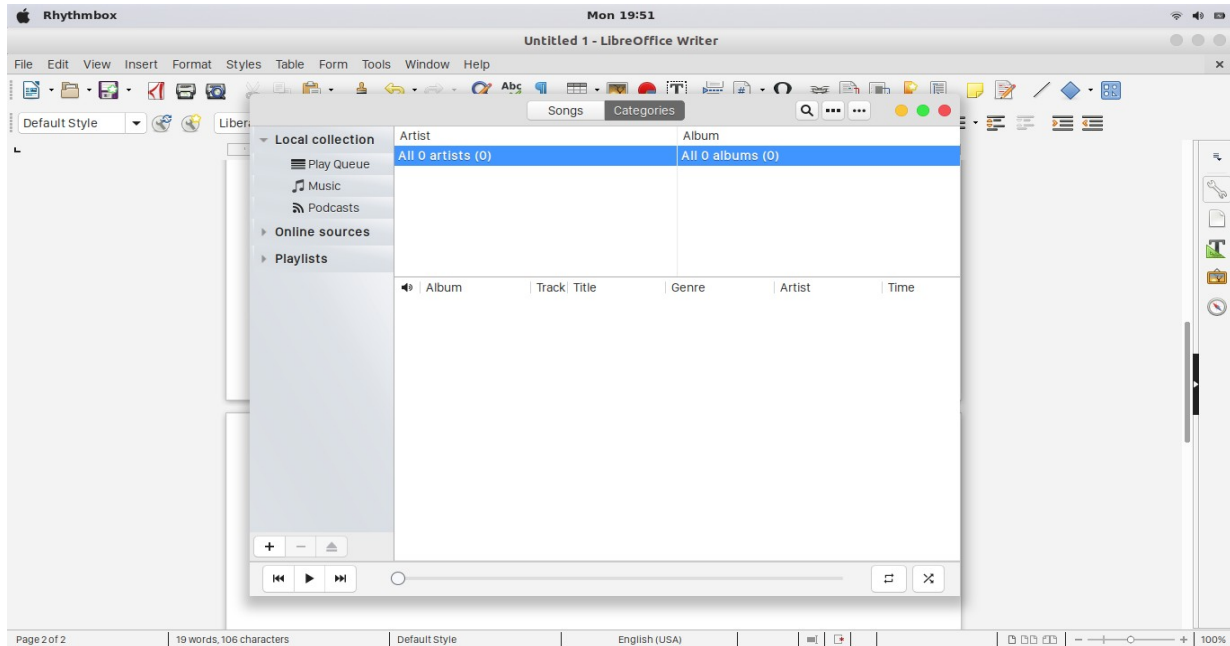 Rhythmbox Mon 19:51
Untitled 1 - LibreOffice Writer
File Edit View Insert Format Styles Table Form Tools Window Help
Abc
Songs Categories
Default Style
Local collection
Artist Album
All 0 artists (0) All 0 albums (0)
Play Queue
Music
Podcasts
Online sources
Playlists
Album Track Title Genre Artist Time
Page 2 of 2 19 words, 106 characters Default Style English (USA) 100%